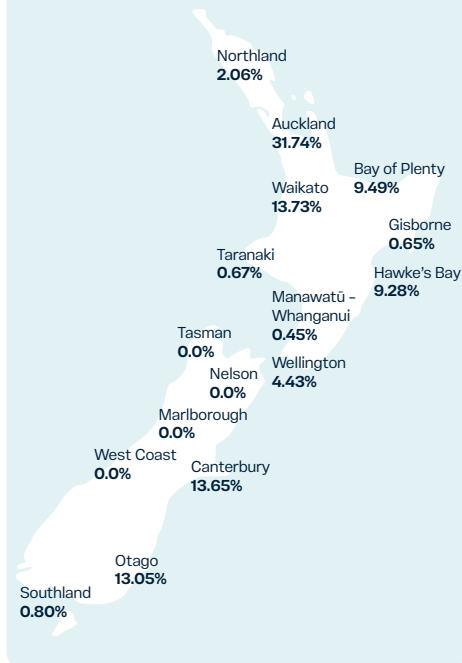 Northland
2.06%
Auckland
31.74%
Bay of Plenty
9.49%
Waikato
13.73%
Gisborne
0.65%
Taranaki
0.67%
Hawke's Bay
9.28%
Manawatū –
Whanganui
0.45%
Tasman
0.0%
Wellington
4.43%
Nelson
0.0%
Marlborough
0.0%
West Coast
0.0%
Canterbury
13.65%
Otago
13.05%
Southland
0.80%